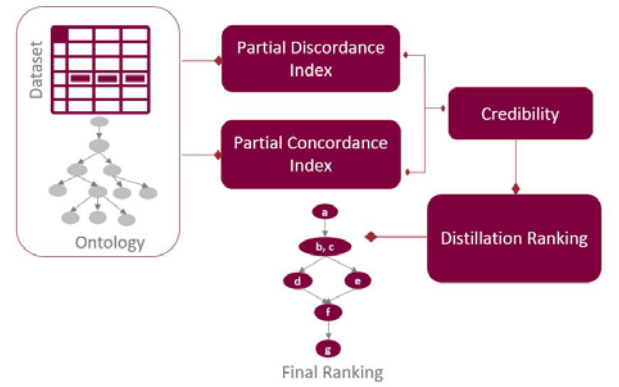 Dataset
Ontology
Partial Discordance
Index
Partial Concordance
Index
Credibility
Distillation Ranking
a
b, c
d
e
f
g
Final Ranking